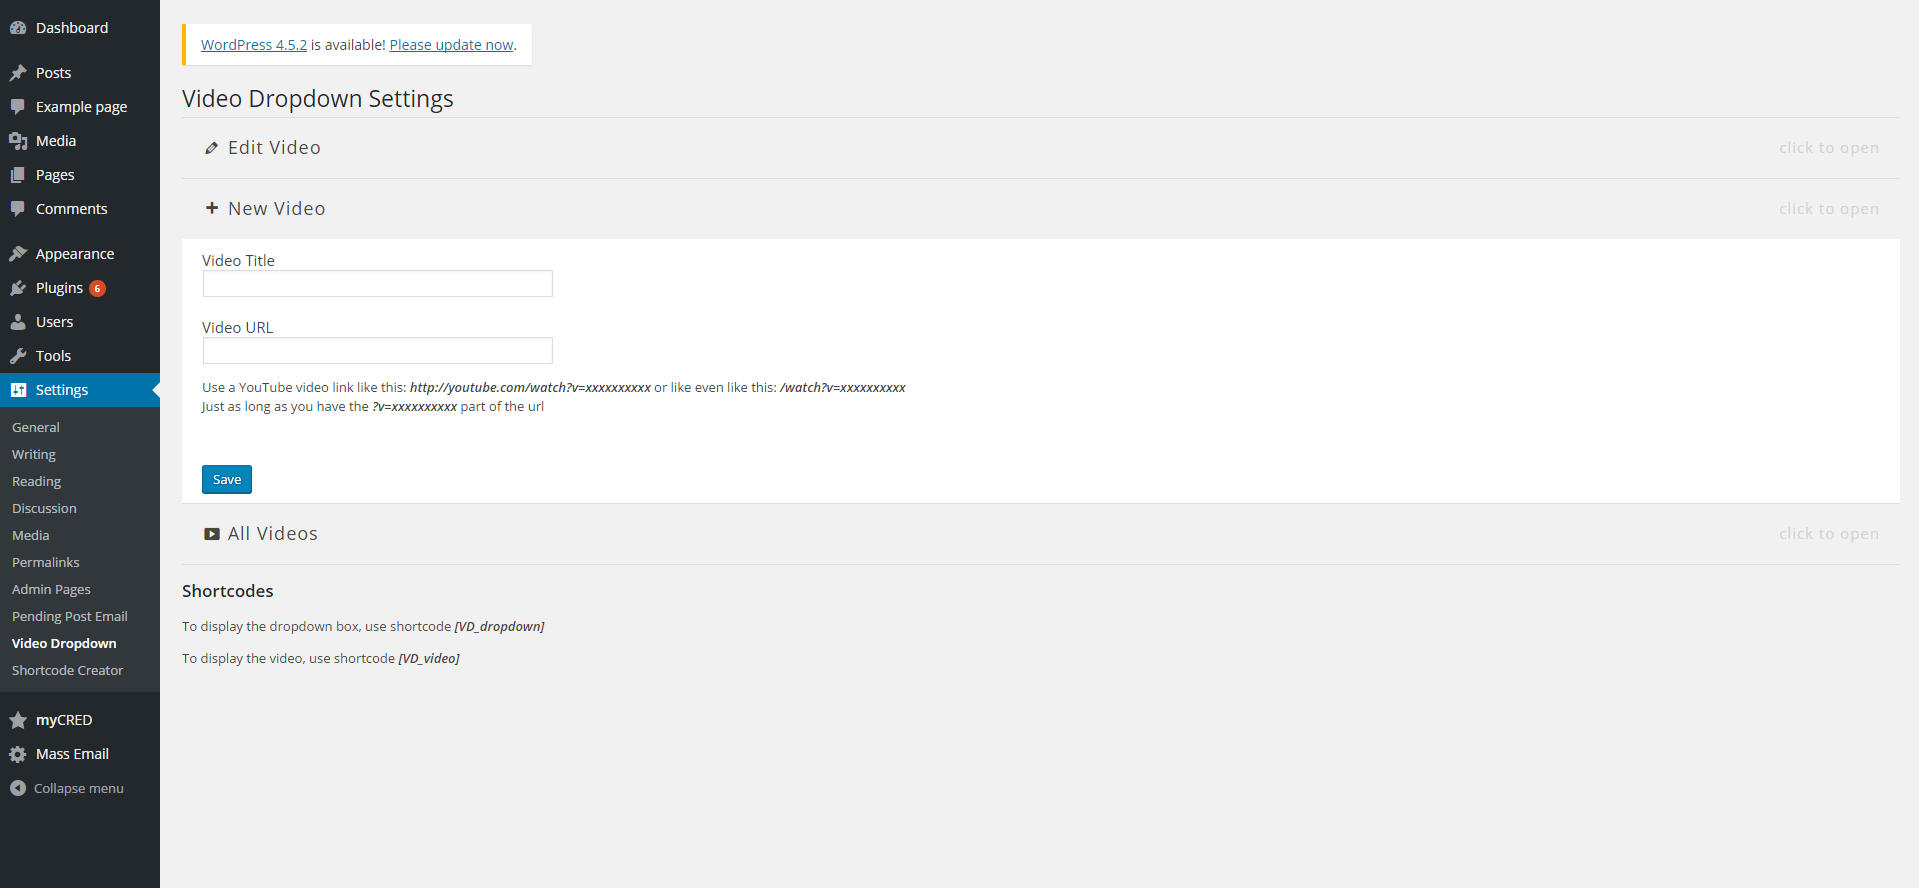 Dashboard
Posts
Example page
Media
Pages
Comments
Appearance
Plugins 6
Users
Tools
Settings
General
Writing
Reading
Discussion
Media
Permalinks
Admin Pages
Pending Post Email
Video Dropdown
Shortcode Creator
myCRED
Mass Email
Collapse menu
WordPress 4.5.2 is available! Please update now.
Video Dropdown Settings
Edit Video click to open
New Video click to open
Video Title
Video URL
Use a YouTube video link like this: http://youtube.com/watch?v=xxxxxxxxxx or like even like this: /watch?v=xxxxxxxxxx
Just as long as you have the ?v=xxxxxxxxxx part of the url
Save
All Videos click to open
Shortcodes
To display the dropdown box, use shortcode [VD_dropdown]
To display the video, use shortcode [VD_video]